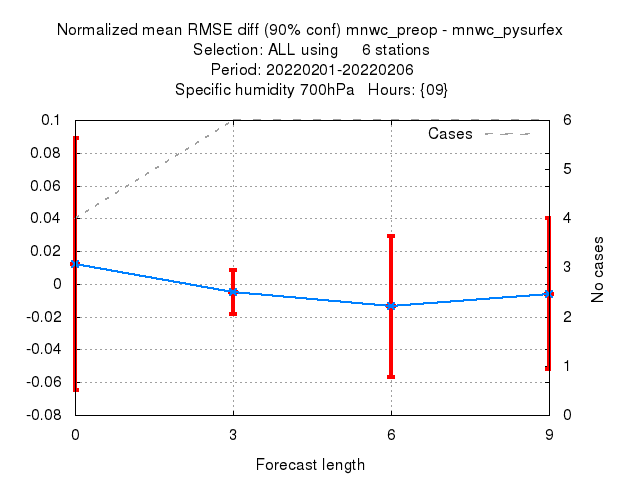 Normalized mean RMSE diff (90% conf) mnwc_preop - mnwc_pysurfex
Selection: ALL using 6 stations
Period: 20220201-20220206
Specific humidity 700hPa Hours: {09}
Cases
0.1
0.08
0.06
0.04
0.02
0
-0.02
-0.04
-0.06
-0.08
6
5
4
3
2
1
0
No cases
0 3 6 9
Forecast length